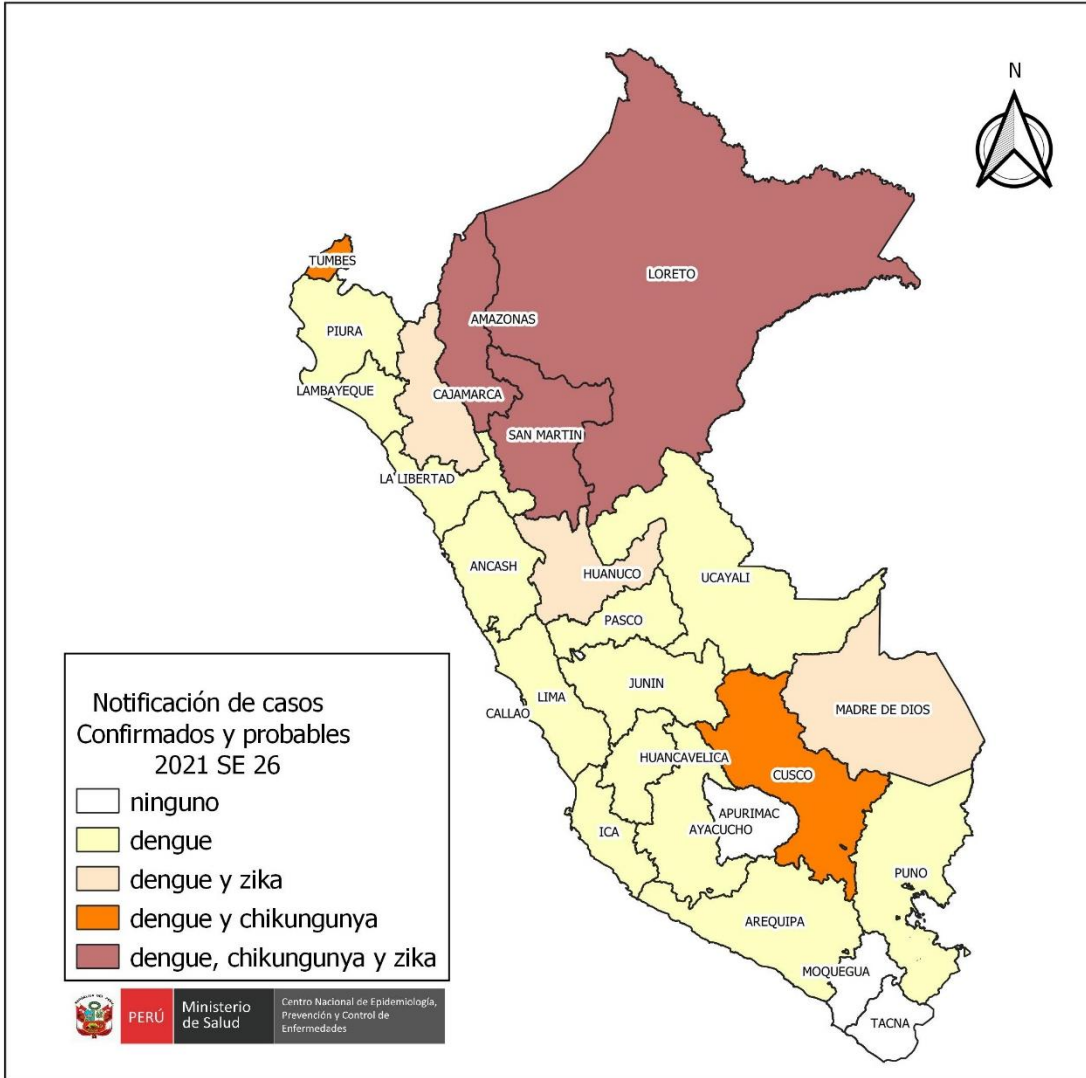 N
TUMBES
LORETO
PIURA
AMAZONAS
LAMBAYEQUE
CAJAMARCA
SAN MARTIN
LA LIBERTAD
ANCASH
HUANUCO
UCAYALI
PASCO
JUNIN
LIMA
CALLAO
MADRE DE DIOS
HUANCAVELICA
CUSCO
APURIMAC
ICA
AYACUCHO
PUNO
AREQUIPA
MOQUEGUA
TACNA
Notificación de casos
Confirmados y probables
2021 SE 26
ninguno
dengue
dengue y zika
dengue y chikungunya
dengue, chikungunya y zika
PERÚ
Ministerio
de Salud
Centro Nacional de Epidemiología,
Prevención y Control de
Enfermedades